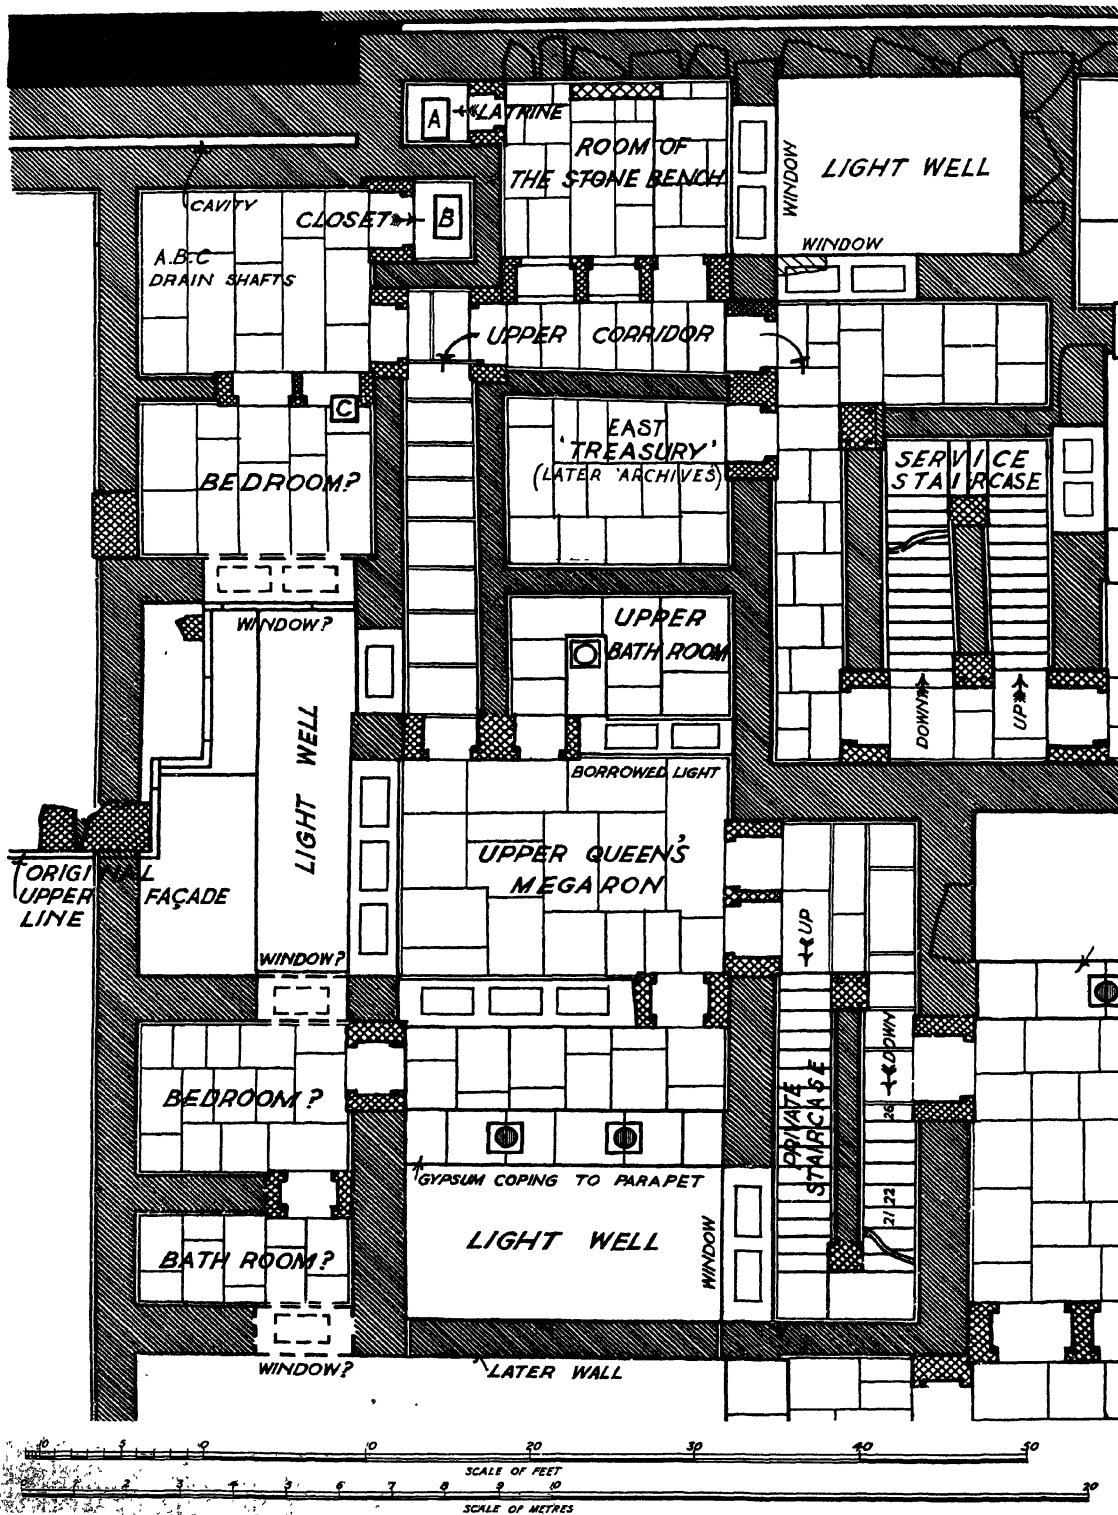 A
LATRINE
ROOM OF
THE STONE BENCH
WINDOW
LIGHT WELL
WINDOW
CAVITY
CLOSET
B
A.B.C
DRAIN SHAFTS
UPPER CORRIDOR
C
BEDROOM?
EAST
'TREASURY'
(LATER 'ARCHIVES')
SERVICE
STAIRCASE
WINDOW?
UPPER
BATH ROOM
DOWN
UP
LIGHT WELL
BORROWED LIGHT
UPPER QUEEN'S
MEGARON
ORIGINAL
UPPER FAÇADE
LINE
UP
WINDOW?
DOWN
BEDROOM?
PRIVATE
STAIRCASE
26
GYPSUM COPING TO PARAPET
21 22
LIGHT WELL
WINDOW
BATH ROOM?
WINDOW?
LATER WALL
10 5 0 10 20 30 40 50
SCALE OF FEET
0 1 2 3 4 5 6 7 8 9 10 20
SCALE OF METRES